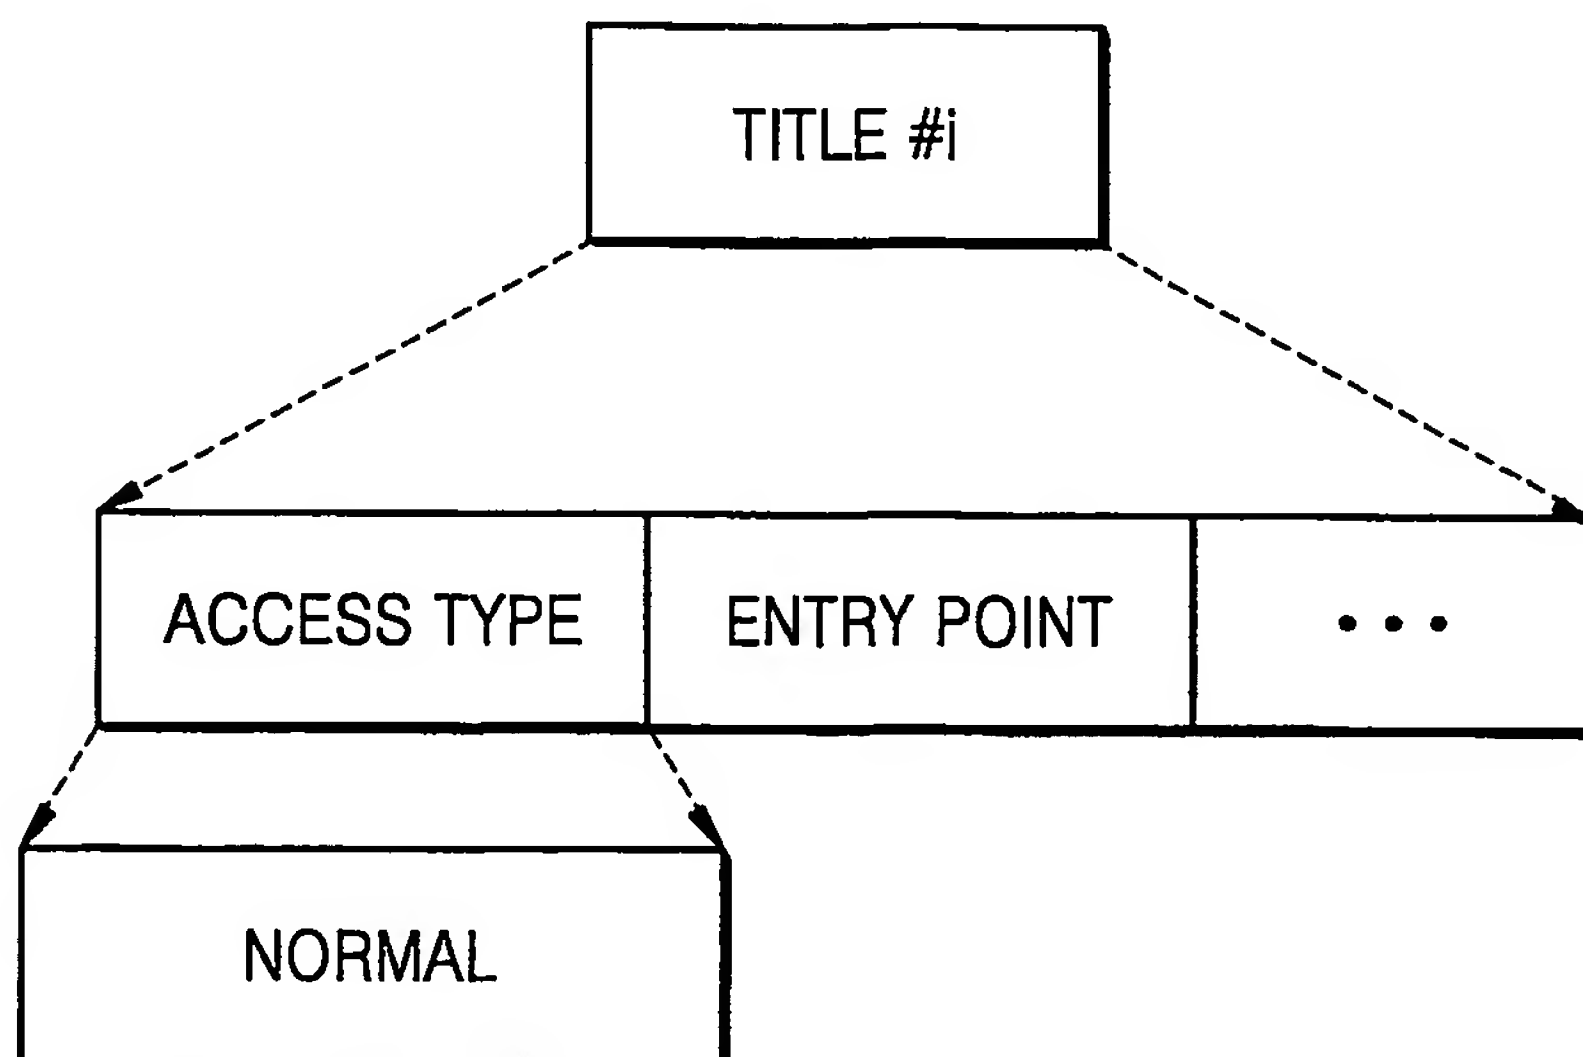 TITLE #i
ACCESS TYPE
ENTRY POINT
• • •
NORMAL